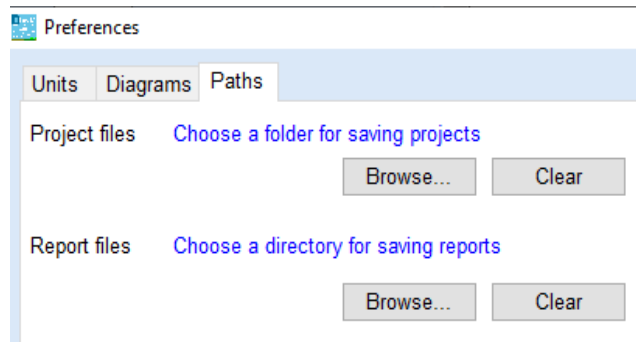 Preferences
Units Diagrams Paths
Project files Choose a folder for saving projects
Browse... Clear
Report files Choose a directory for saving reports
Browse... Clear